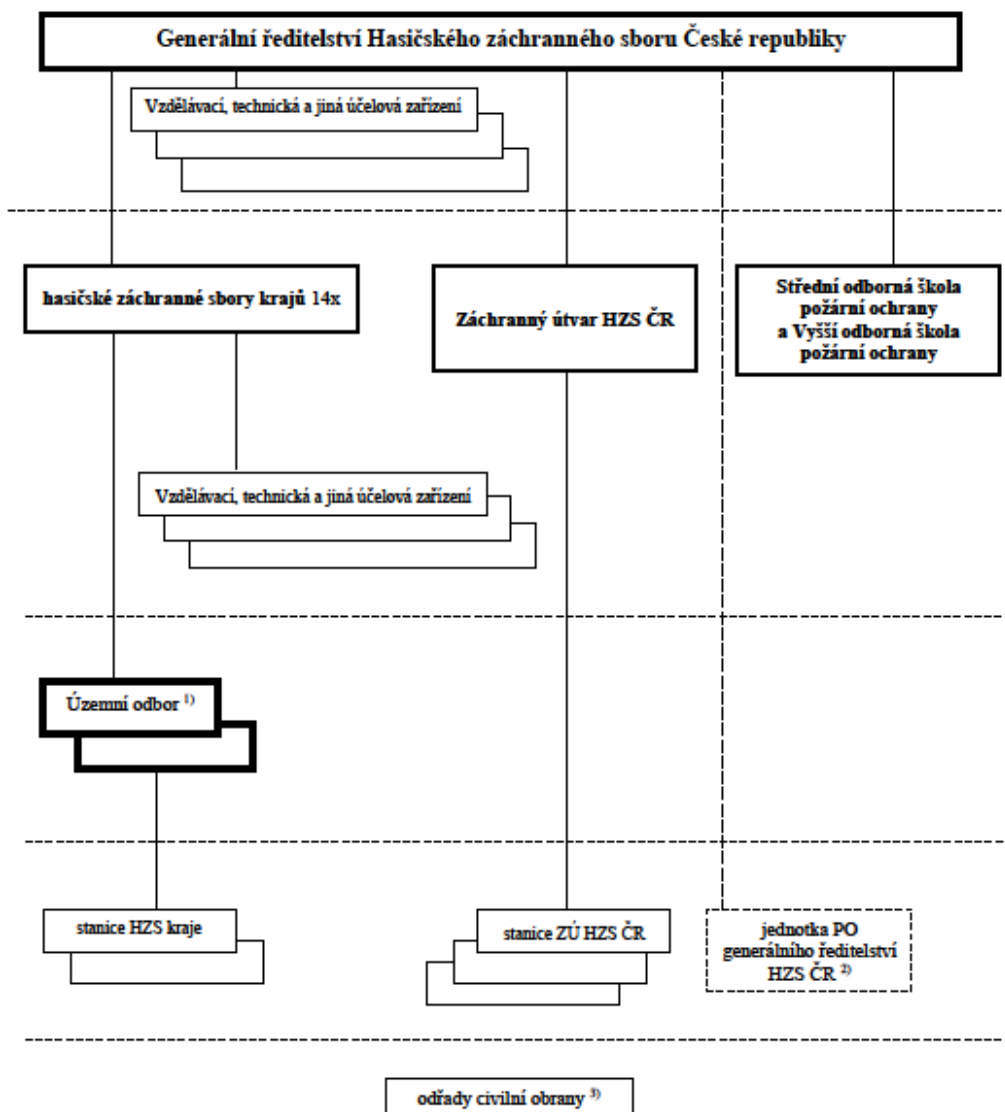 Generální ředitelství Hasičského záchranného sboru České republiky
Vzdělávací, technická a jiná účelová zařízení
hasičské záchranné sbory krajů 14x
Záchranný útvar HZS ČR
Střední odborná škola
požární ochrany
a Vyšší odborná škola
požární ochrany
Vzdělávací, technická a jiná účelová zařízení
Územní odbor 1)
stanice HZS kraje
stanice ZÚ HZS ČR
jednotka PO
generálního ředitelství
HZS ČR 2)
odřady civilní obrany 3)